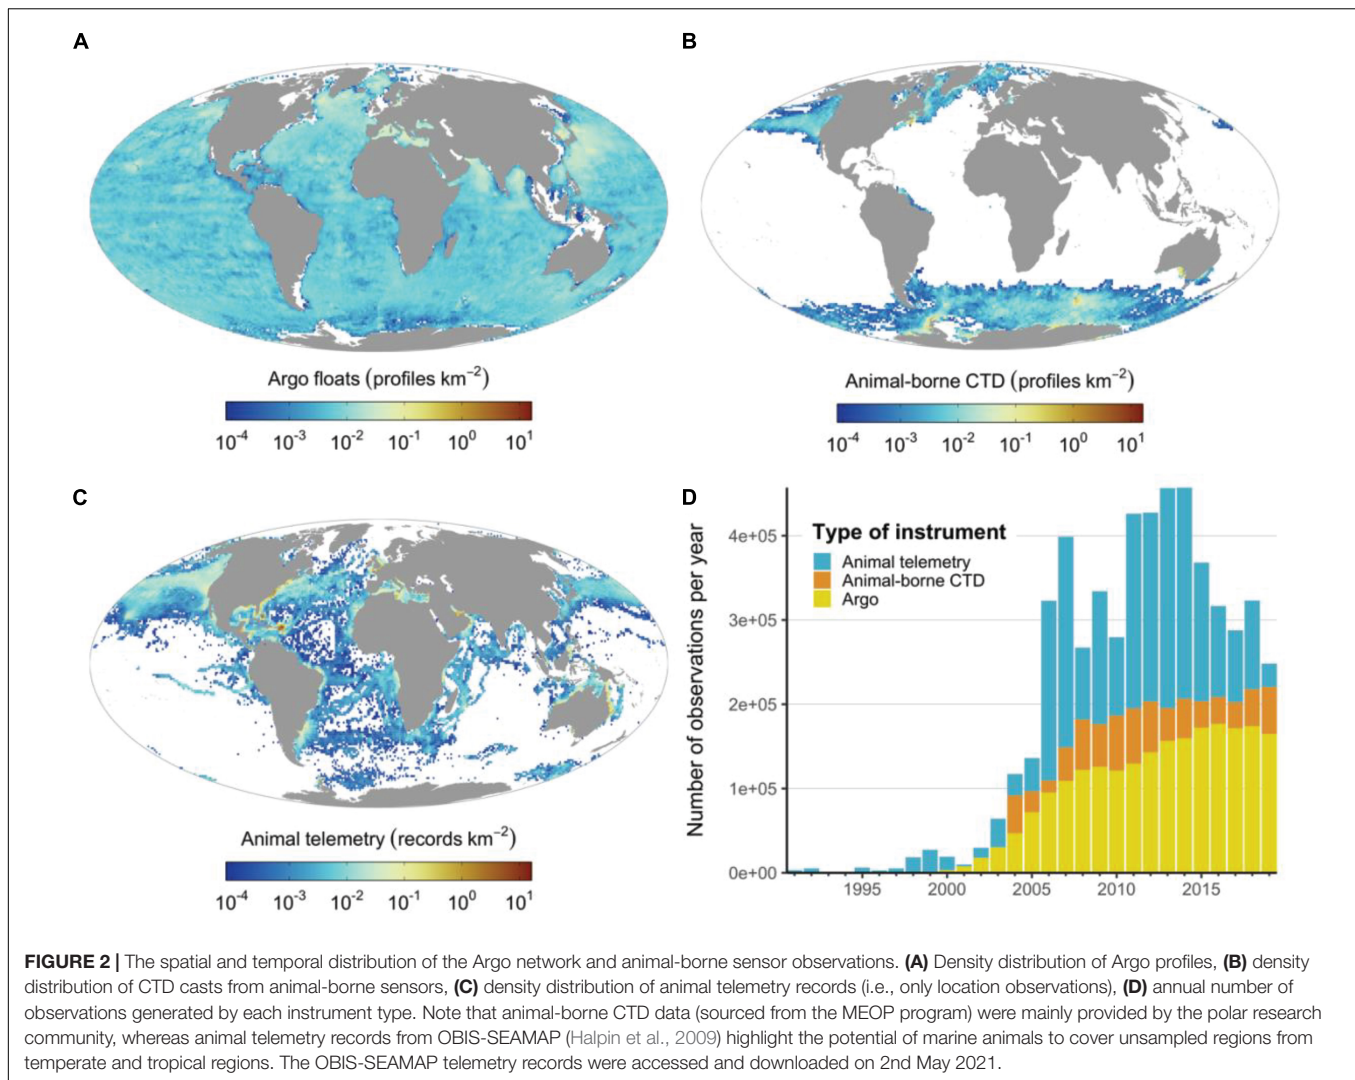 A
B
Argo floats (profiles km⁻²)
10⁻⁴ 10⁻³ 10⁻² 10⁻¹ 10⁰ 10¹
Animal-borne CTD (profiles km⁻²)
10⁻⁴ 10⁻³ 10⁻² 10⁻¹ 10⁰ 10¹
C
Animal telemetry (records km⁻²)
10⁻⁴ 10⁻³ 10⁻² 10⁻¹ 10⁰ 10¹
D
Number of observations per year
4e+05
3e+05
2e+05
1e+05
0e+00
Type of instrument
Animal telemetry
Animal-borne CTD
Argo
1995 2000 2005 2010 2015
FIGURE 2 | The spatial and temporal distribution of the Argo network and animal-borne sensor observations. (A) Density distribution of Argo profiles, (B) density
distribution of CTD casts from animal-borne sensors, (C) density distribution of animal telemetry records (i.e., only location observations), (D) annual number of
observations generated by each instrument type. Note that animal-borne CTD data (sourced from the MEOP program) were mainly provided by the polar research
community, whereas animal telemetry records from OBIS-SEAMAP (Halpin et al., 2009) highlight the potential of marine animals to cover unsampled regions from
temperate and tropical regions. The OBIS-SEAMAP telemetry records were accessed and downloaded on 2nd May 2021.